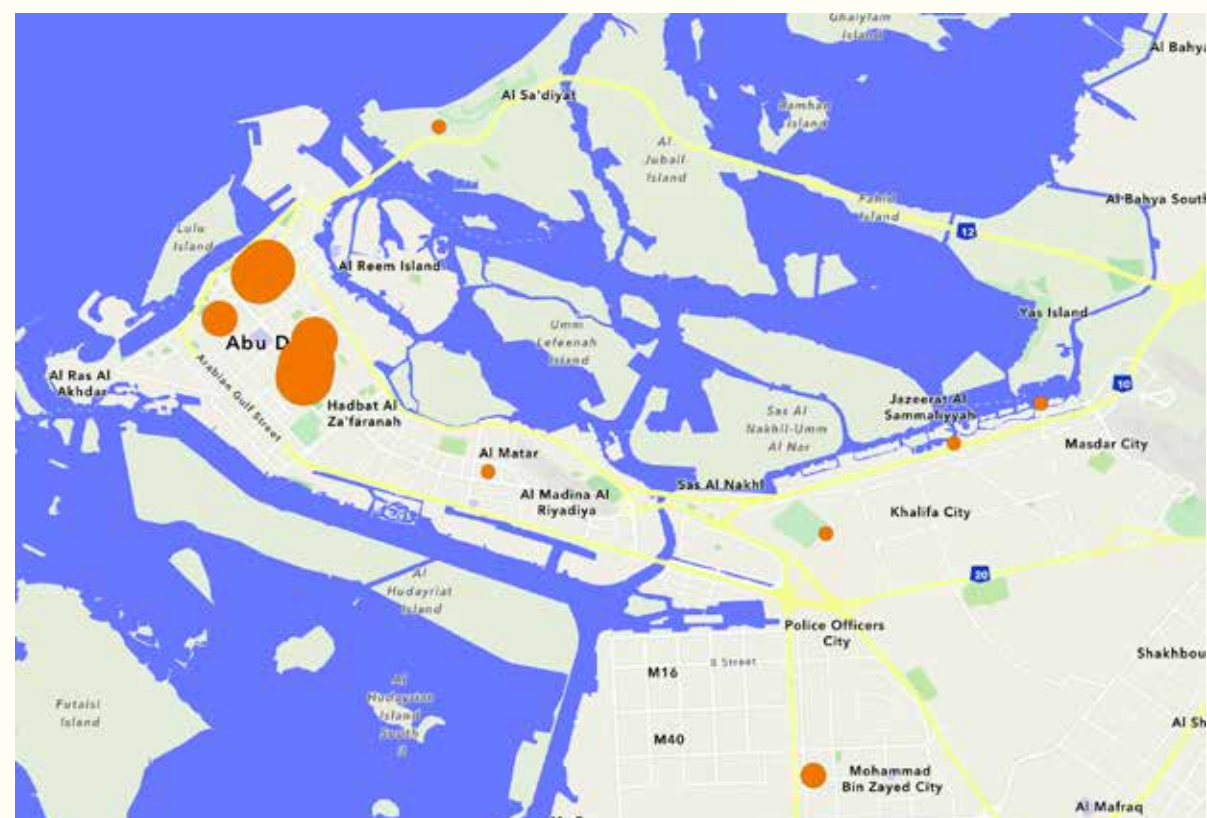 Ghaiylam
Island
Al Bahya
Al Sa'diyat
Ramhan
Island
Al
Jubail
Island
Al Bahya South
Fahid
Island
12
Lulu
Island
Al Reem Island
Yas Island
Umm
Lafeenah
Island
Abu D
Al Ras Al
Akhdar
Arabian Gulf Street
10
Hadbat Al
Za'faranah
Jazeerat Al
Sammaliyyah
Sas Al
Nakhll-Umm
Al Nar
Masdar City
Al Matar
Sas Al Nakhl
Al Madina Al
Riyadiya
Khalifa City
Al
Hudayriat
Island
20
Police Officers
City
8 Street
M16
Shakhbou
Al
Hudayriat
Island
South
2
Futaisi
Island
Al Sh
M40
Mohammad
Bin Zayed City
Al Mafraq